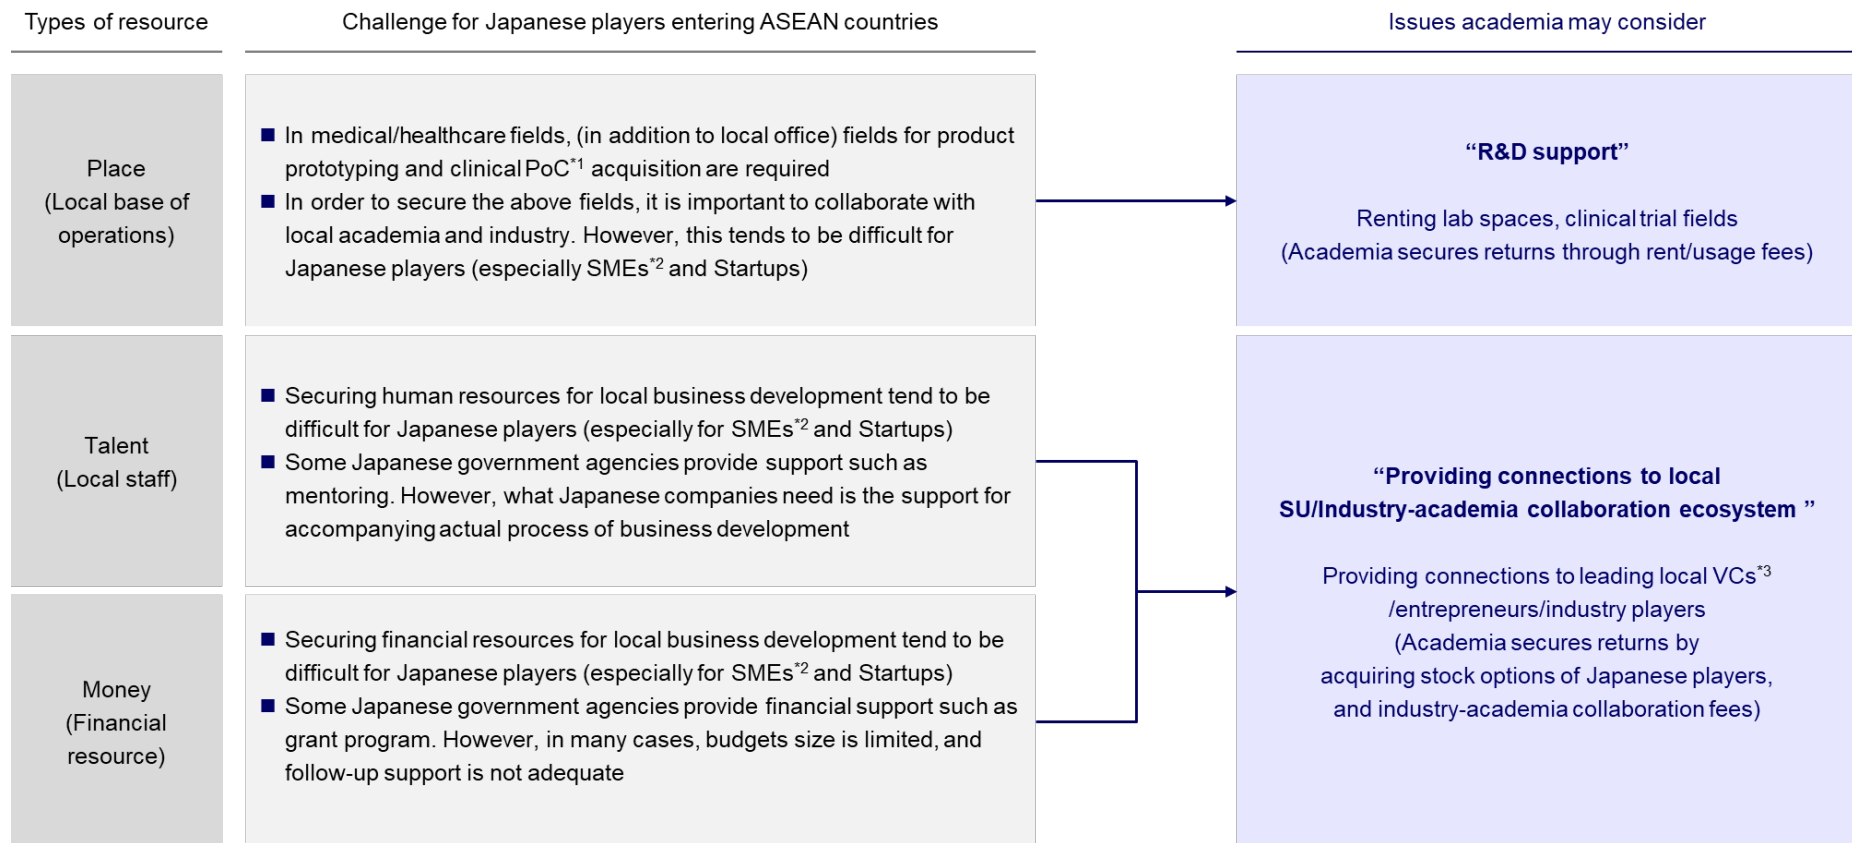 Types of resource
Challenge for Japanese players entering ASEAN countries
Issues academia may consider
Place
(Local base of
operations)
■ In medical/healthcare fields, (in addition to local office) fields for product
prototyping and clinical PoC*1 acquisition are required
■ In order to secure the above fields, it is important to collaborate with
local academia and industry. However, this tends to be difficult for
Japanese players (especially SMEs*2 and Startups)
“R&D support”
Renting lab spaces, clinical trial fields
(Academia secures returns through rent/usage fees)
Talent
(Local staff)
■ Securing human resources for local business development tend to be
difficult for Japanese players (especially for SMEs*2 and Startups)
■ Some Japanese government agencies provide support such as
mentoring. However, what Japanese companies need is the support for
accompanying actual process of business development
Money
(Financial
resource)
■ Securing financial resources for local business development tend to be
difficult for Japanese players (especially for SMEs*2 and Startups)
■ Some Japanese government agencies provide financial support such as
grant program. However, in many cases, budgets size is limited, and
follow-up support is not adequate
“Providing connections to local
SU/Industry-academia collaboration ecosystem ”
Providing connections to leading local VCs*3
/entrepreneurs/industry players
(Academia secures returns by
acquiring stock options of Japanese players,
and industry-academia collaboration fees)